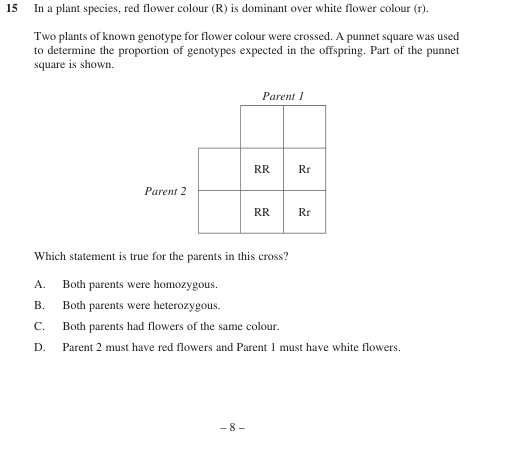 15 In a plant species, red flower colour (R) is dominant over white flower colour (r).
Two plants of known genotype for flower colour were crossed. A punnet square was used
to determine the proportion of genotypes expected in the offspring. Part of the punnet
square is shown.
Parent 1
RR Rr
Parent 2
RR Rr
Which statement is true for the parents in this cross?
A. Both parents were homozygous.
B. Both parents were heterozygous.
C. Both parents had flowers of the same colour.
D. Parent 2 must have red flowers and Parent 1 must have white flowers.
– 8 –